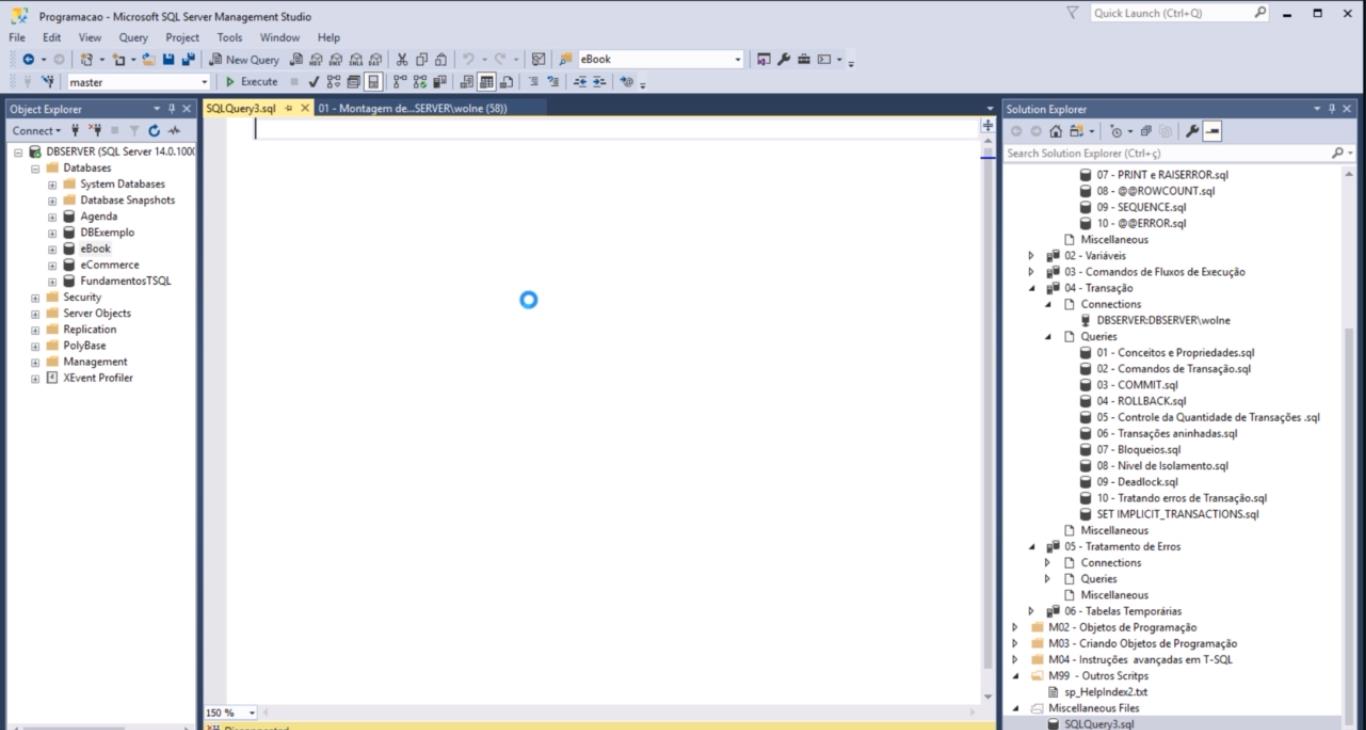 Programacao - Microsoft SQL Server Management Studio
Quick Launch (Ctrl+Q)
File Edit View Query Project Tools Window Help
New Query
eBook
master
Execute
Object Explorer
Connect
DBSERVER (SQL Server 14.0.1000
Databases
System Databases
Database Snapshots
Agenda
DBExemplo
eBook
eCommerce
FundamentosTSQL
Security
Server Objects
Replication
PolyBase
Management
XEvent Profiler
SQLQuery3.sql
01 - Montagem de...SERVER\wolne (58))
150 %
Disconnected
Solution Explorer
Search Solution Explorer (Ctrl+ç)
07 - PRINT e RAISERROR.sql
08 - @@ROWCOUNT.sql
09 - SEQUENCE.sql
10 - @@ERROR.sql
Miscellaneous
02 - Variáveis
03 - Comandos de Fluxos de Execução
04 - Transação
Connections
DBSERVER:DBSERVER\wolne
Queries
01 - Conceitos e Propriedades.sql
02 - Comandos de Transação.sql
03 - COMMIT.sql
04 - ROLLBACK.sql
05 - Controle da Quantidade de Transações .sql
06 - Transações aninhadas.sql
07 - Bloqueios.sql
08 - Nivel de Isolamento.sql
09 - Deadlock.sql
10 - Tratando erros de Transação.sql
SET IMPLICIT_TRANSACTIONS.sql
Miscellaneous
05 - Tratamento de Erros
Connections
Queries
Miscellaneous
06 - Tabelas Temporárias
M02 - Objetos de Programação
M03 - Criando Objetos de Programação
M04 - Instruções avançadas em T-SQL
M99 - Outros Scritps
sp_HelpIndex2.txt
Miscellaneous Files
SQLQuery3.sql